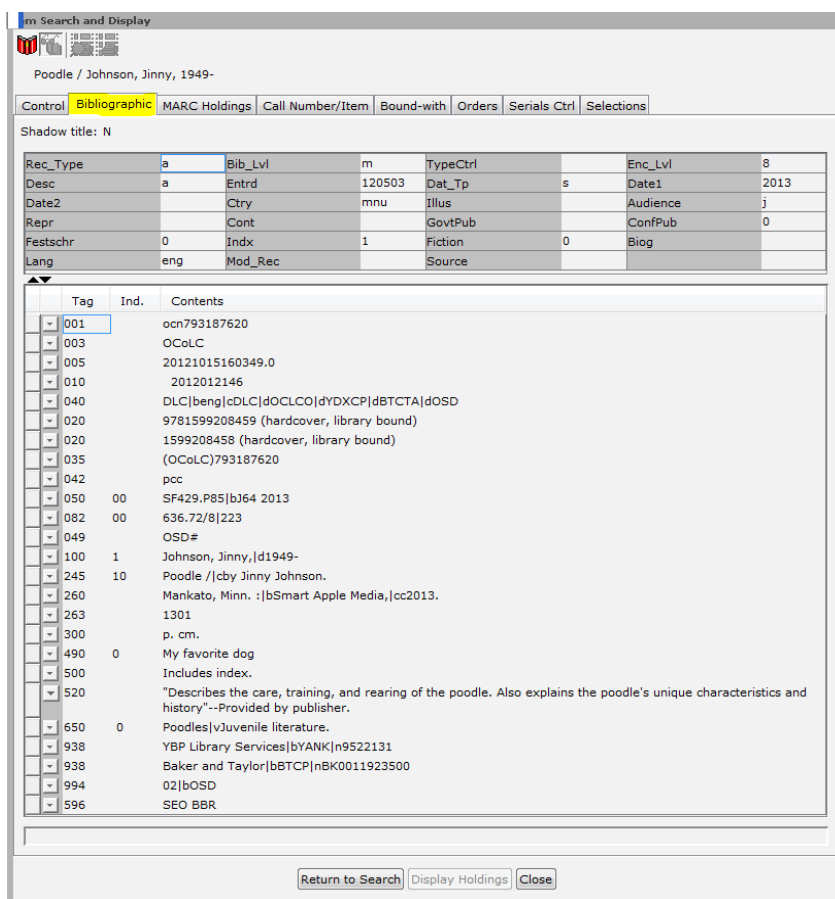 em Search and Display
Poodle / Johnson, Jinny, 1949-
Control Bibliographic MARC Holdings Call Number/Item Bound-with Orders Serials Ctrl Selections
Shadow title: N
Rec_Type a Bib_Lvl m TypeCtrl Enc_Lvl 8
Desc a Entrd 120503 Dat_Tp s Date1 2013
Date2 Ctry mnu Illus Audience j
Repr Cont GovtPub ConfPub 0
Festschr 0 Indx 1 Fiction 0 Biog
Lang eng Mod_Rec Source
Tag Ind. Contents
001 ocn793187620
003 OCoLC
005 20121015160349.0
010 2012012146
040 DLC|beng|cDLC|dOCLCO|dYDXCP|dBTCTA|dOSD
020 9781599208459 (hardcover, library bound)
020 1599208458 (hardcover, library bound)
035 (OCoLC)793187620
042 pcc
050 00 SF429.P85|bJ64 2013
082 00 636.72/8|223
049 OSD#
100 1 Johnson, Jinny,|d1949-
245 10 Poodle /|cby Jinny Johnson.
260 Mankato, Minn. :|bSmart Apple Media,|cc2013.
263 1301
300 p. cm.
490 0 My favorite dog
500 Includes index.
520 "Describes the care, training, and rearing of the poodle. Also explains the poodle's unique characteristics and
history"--Provided by publisher.
650 0 Poodles|vJuvenile literature.
938 YBP Library Services|bYANK|n9522131
938 Baker and Taylor|bBTCP|nBK0011923500
994 02|bOSD
596 SEO BBR
Return to Search Display Holdings Close